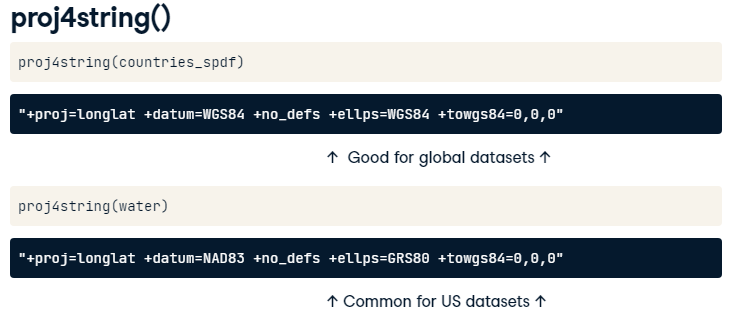 proj4string()
proj4string(countries_spdf)
"+proj=longlat +datum=WGS84 +no_defs +ellps=WGS84 +towgs84=0,0,0"
↑ Good for global datasets ↑
proj4string(water)
"+proj=longlat +datum=NAD83 +no_defs +ellps=GRS80 +towgs84=0,0,0"
↑ Common for US datasets ↑